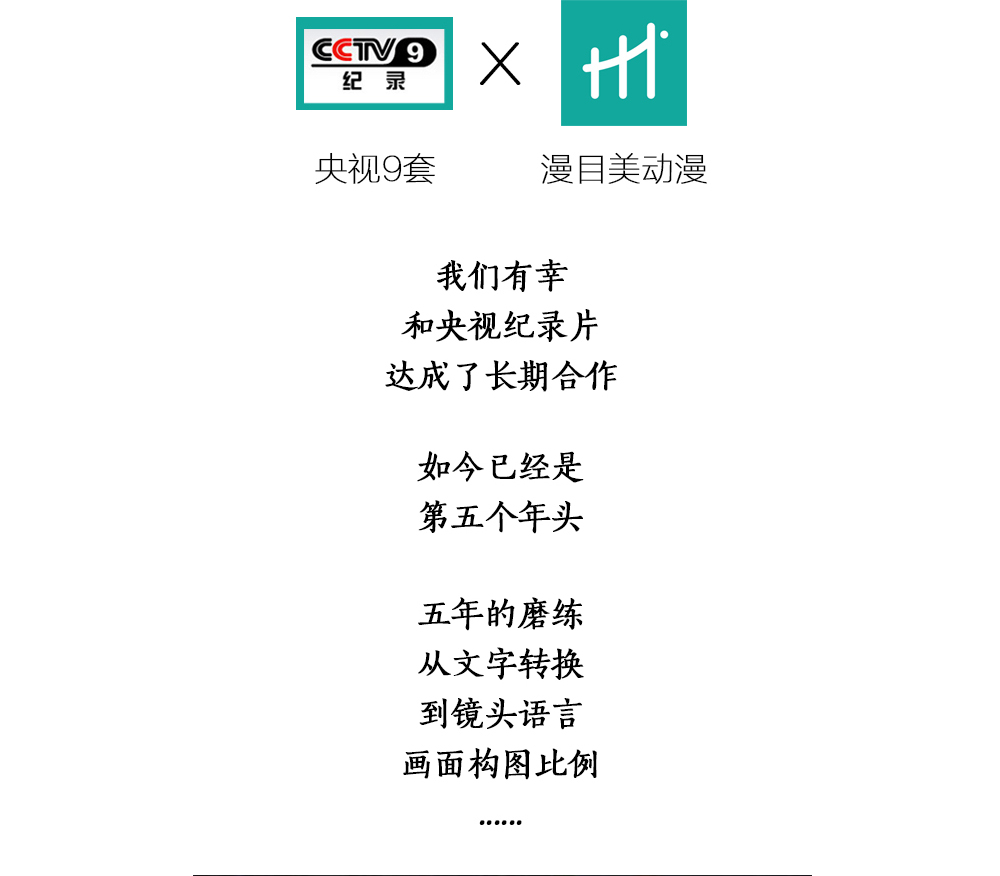 CCTV 9
纪 录
×
央视9套
漫目美动漫
我们有幸
和央视纪录片
达成了长期合作
如今已经是
第五个年头
五年的磨练
从文字转换
到镜头语言
画面构图比例
……